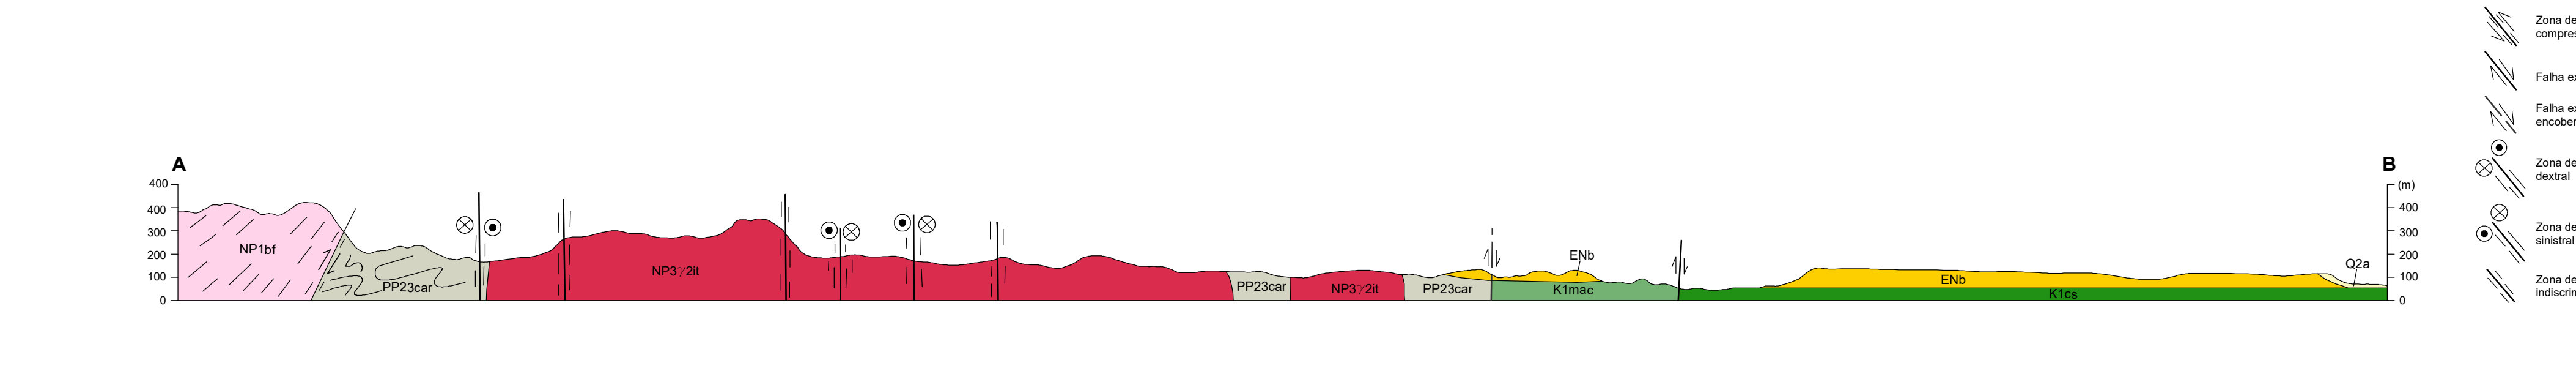 A
B
400
400
300
200
100
0
NP1bf
PP23car
NP3γ2it
PP23car
NP3γ2it
PP23car
ENb
K1mac
ENb
K1cs
Q2a
(m)
400
300
200
100
0
Zona de
compres
Falha ex
Falha ex
encober
Zona de
dextral
Zona de
sinistral
Zona de
indiscrim